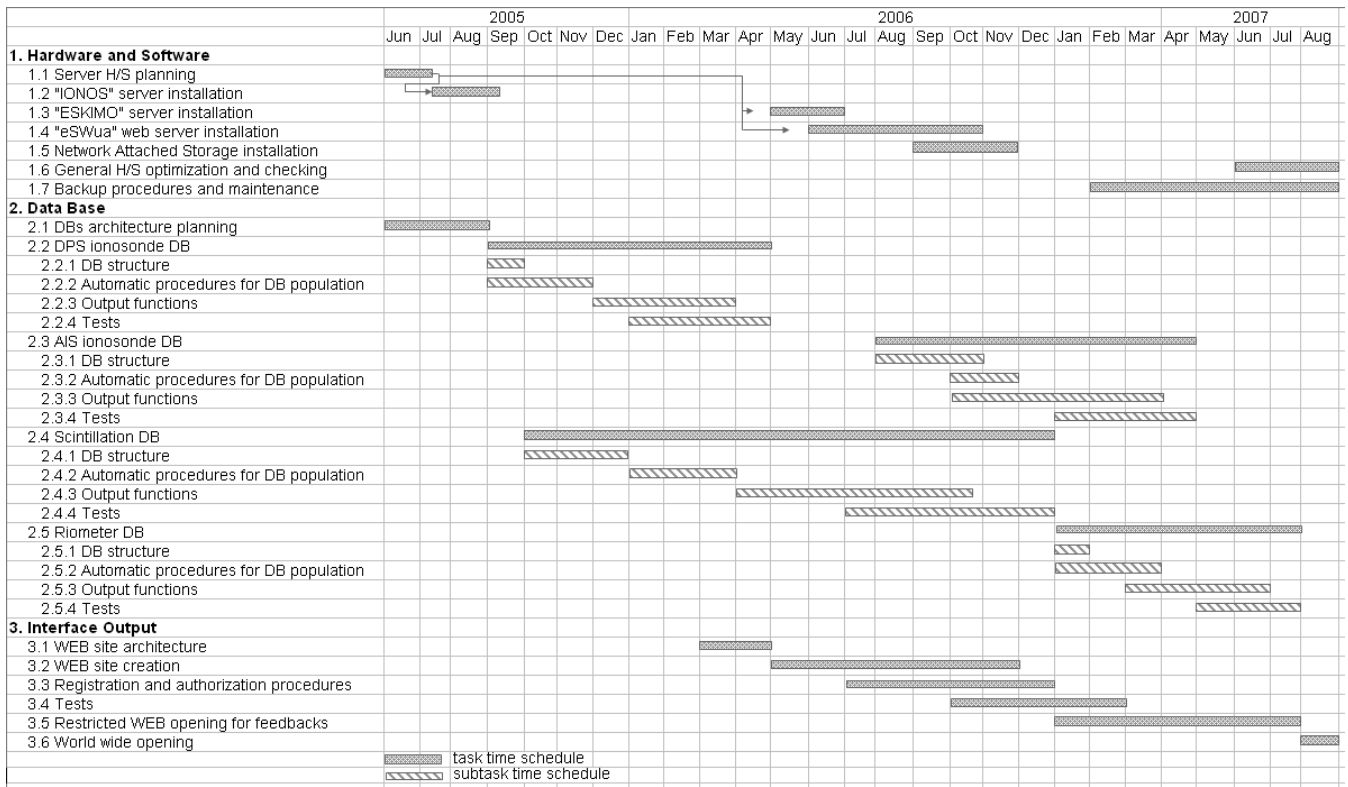 2005 2006 2007
Jun Jul Aug Sep Oct Nov Dec Jan Feb Mar Apr May Jun Jul Aug Sep Oct Nov Dec Jan Feb Mar Apr May Jun Jul Aug
1. Hardware and Software
1.1 Server H/S planning
1.2 "IONOS" server installation
1.3 "ESKIMO" server installation
1.4 "eSWua" web server installation
1.5 Network Attached Storage installation
1.6 General H/S optimization and checking
1.7 Backup procedures and maintenance
2. Data Base
2.1 DBs architecture planning
2.2 DPS ionosonde DB
2.2.1 DB structure
2.2.2 Automatic procedures for DB population
2.2.3 Output functions
2.2.4 Tests
2.3 AIS ionosonde DB
2.3.1 DB structure
2.3.2 Automatic procedures for DB population
2.3.3 Output functions
2.3.4 Tests
2.4 Scintillation DB
2.4.1 DB structure
2.4.2 Automatic procedures for DB population
2.4.3 Output functions
2.4.4 Tests
2.5 Riometer DB
2.5.1 DB structure
2.5.2 Automatic procedures for DB population
2.5.3 Output functions
2.5.4 Tests
3. Interface Output
3.1 WEB site architecture
3.2 WEB site creation
3.3 Registration and authorization procedures
3.4 Tests
3.5 Restricted WEB opening for feedbacks
3.6 World wide opening
task time schedule
subtask time schedule